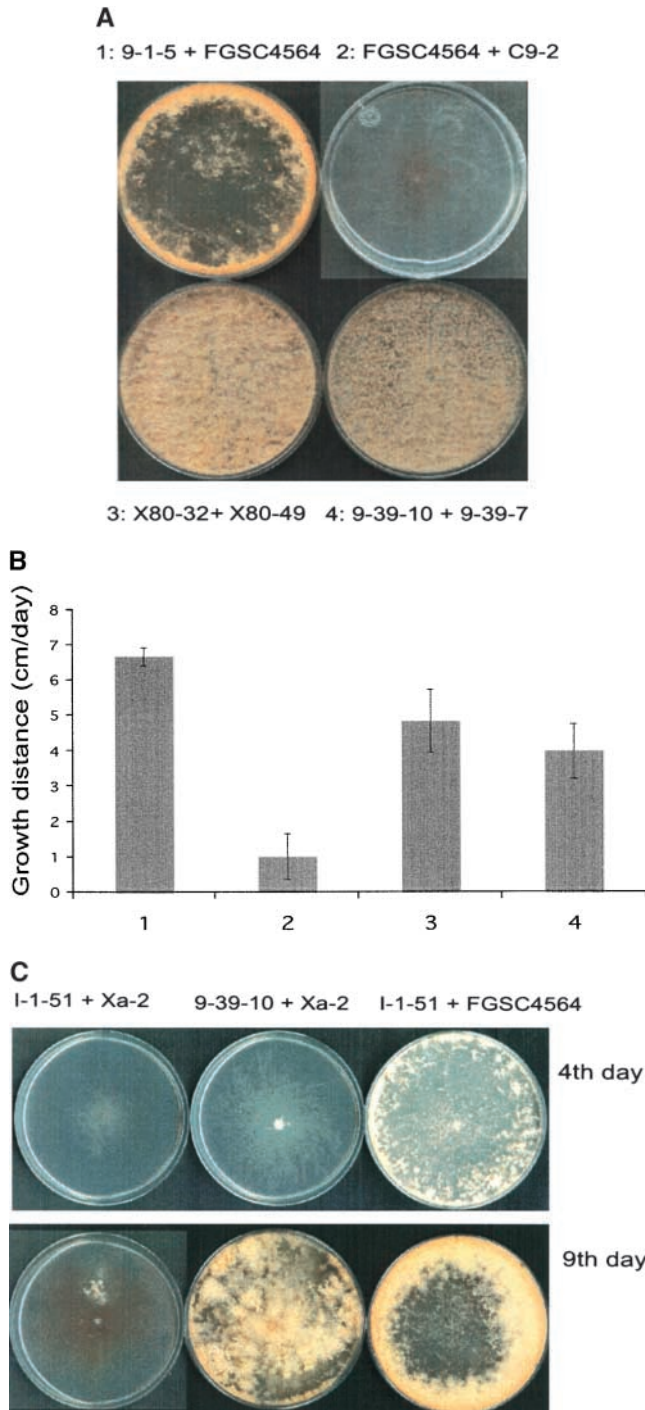 A
1: 9-1-5 + FGSC4564 2: FGSC4564 + C9-2
3: X80-32+ X80-49 4: 9-39-10 + 9-39-7
B
Growth distance (cm/day)
8
7
6
5
4
3
2
1
0
1 2 3 4
C
I-1-51 + Xa-2 9-39-10 + Xa-2 I-1-51 + FGSC4564
4th day
9th day